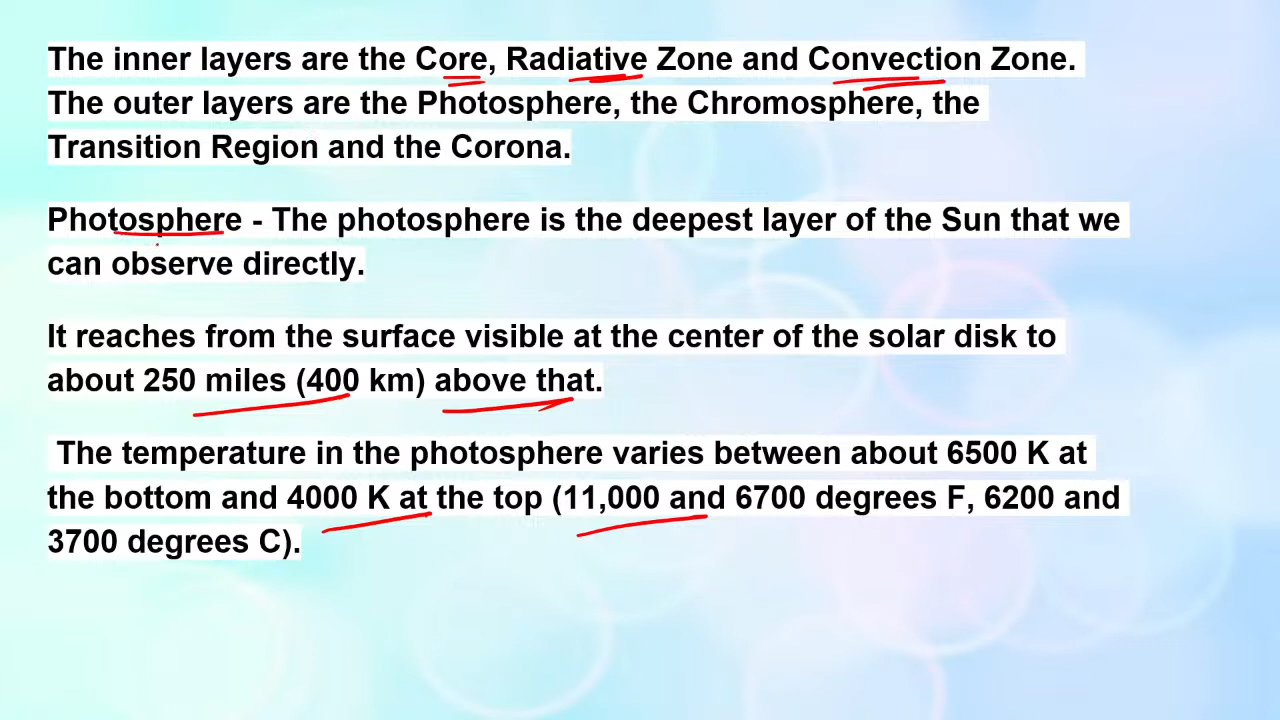 The inner layers are the Core, Radiative Zone and Convection Zone.
The outer layers are the Photosphere, the Chromosphere, the
Transition Region and the Corona.
Photosphere - The photosphere is the deepest layer of the Sun that we
can observe directly.
It reaches from the surface visible at the center of the solar disk to
about 250 miles (400 km) above that.
The temperature in the photosphere varies between about 6500 K at
the bottom and 4000 K at the top (11,000 and 6700 degrees F, 6200 and
3700 degrees C).